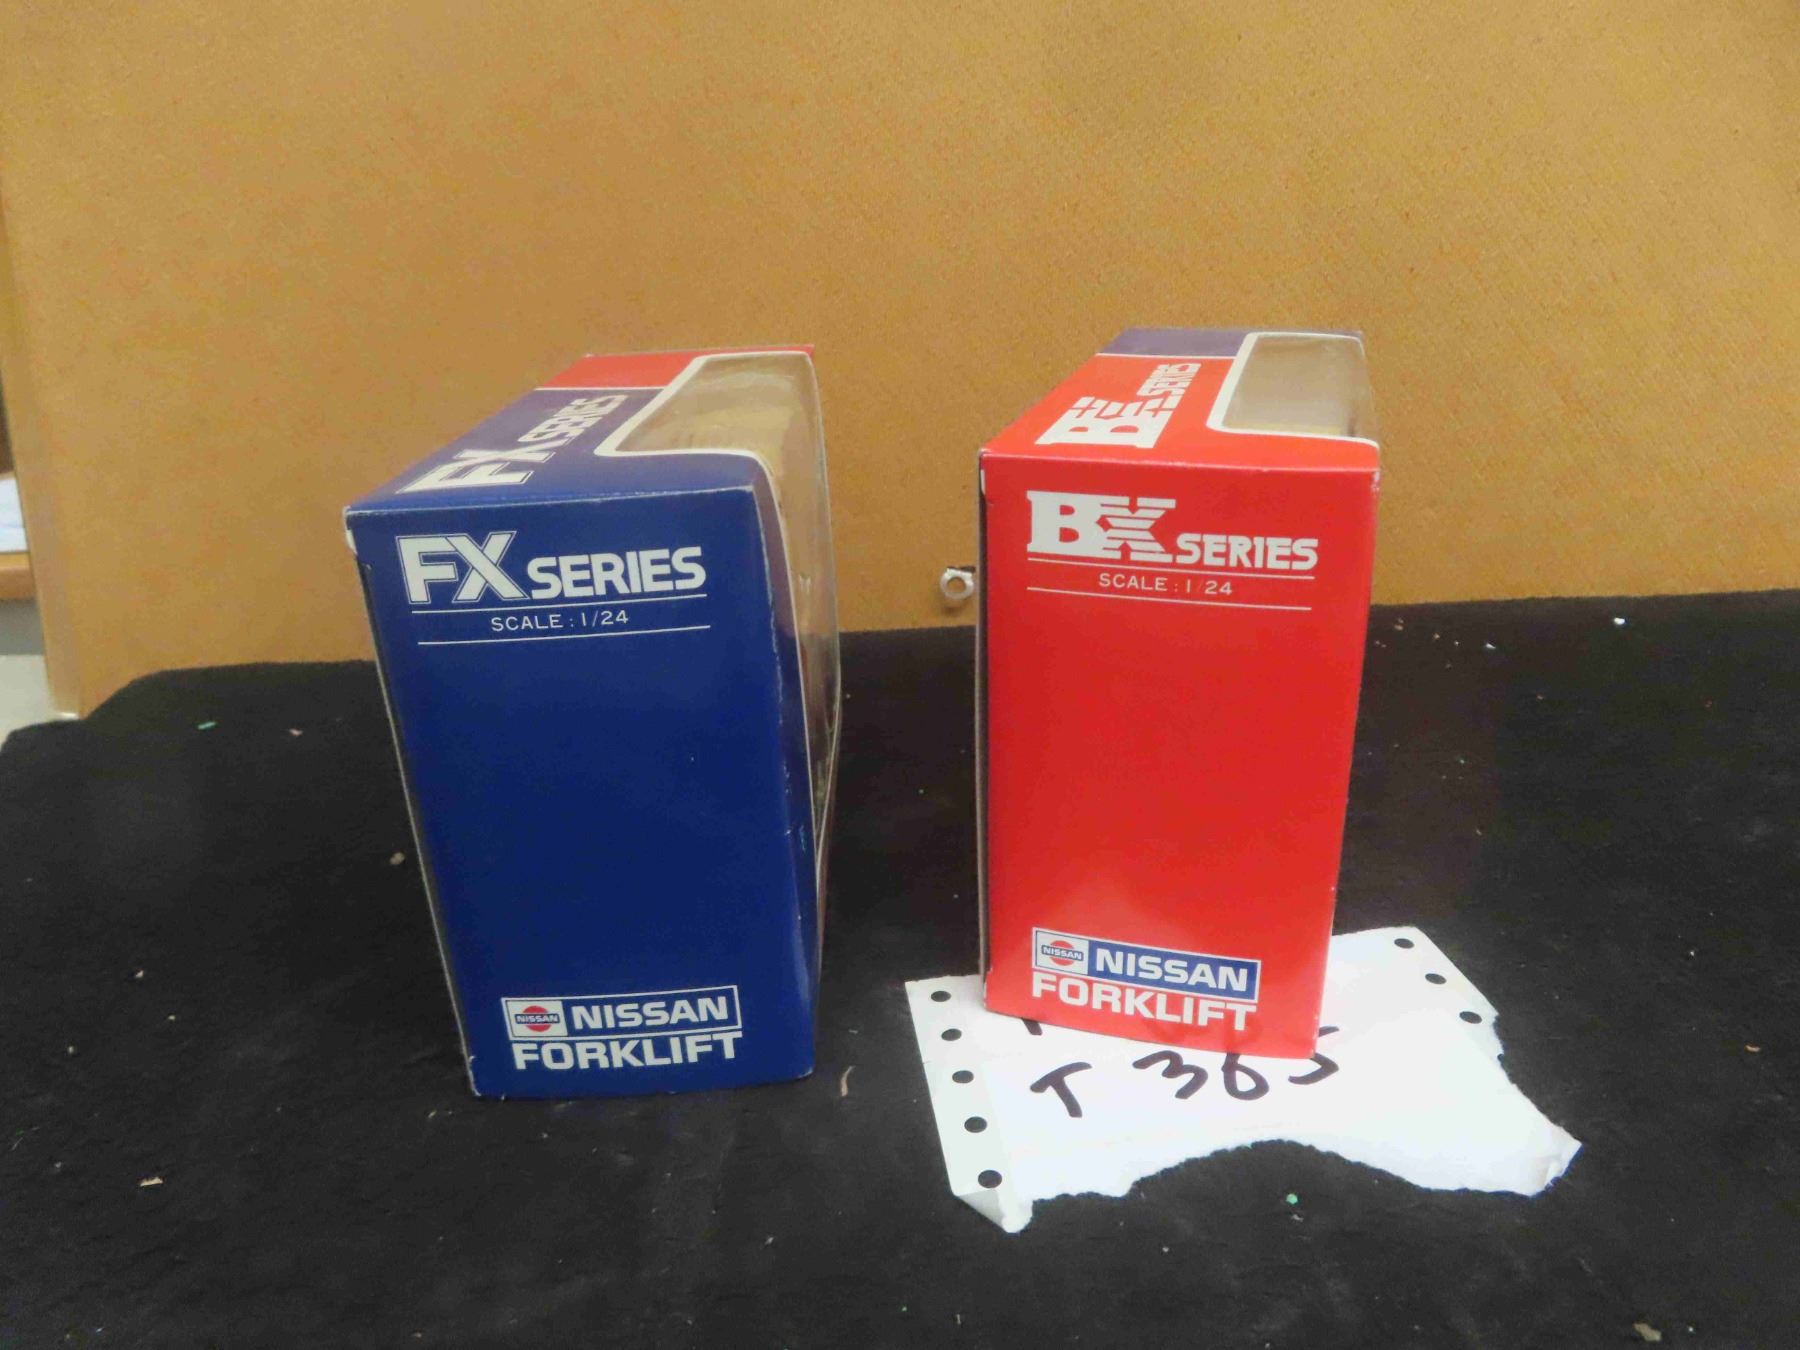 FX SERIES
FX SERIES
SCALE : 1/24
NISSAN NISSAN
FORKLIFT
SERIES
BX SERIES
SCALE : 1/24
NISSAN NISSAN
FORKLIFT
T 365